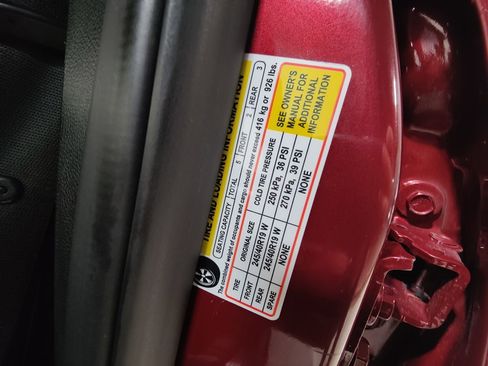 TIRE AND LOADING INFORMATION
SEATING CAPACITY TOTAL 5 FRONT 2 REAR 3
The combined weight of occupants and cargo should never exceed 416 kg or 926 lbs.
TIRE ORIGINAL SIZE COLD TIRE PRESSURE
FRONT 245/40R19 W 250 kPa, 36 PSI
REAR 245/40R19 W 270 kPa, 39 PSI
SPARE NONE NONE
SEE OWNER'S
MANUAL FOR
ADDITIONAL
INFORMATION